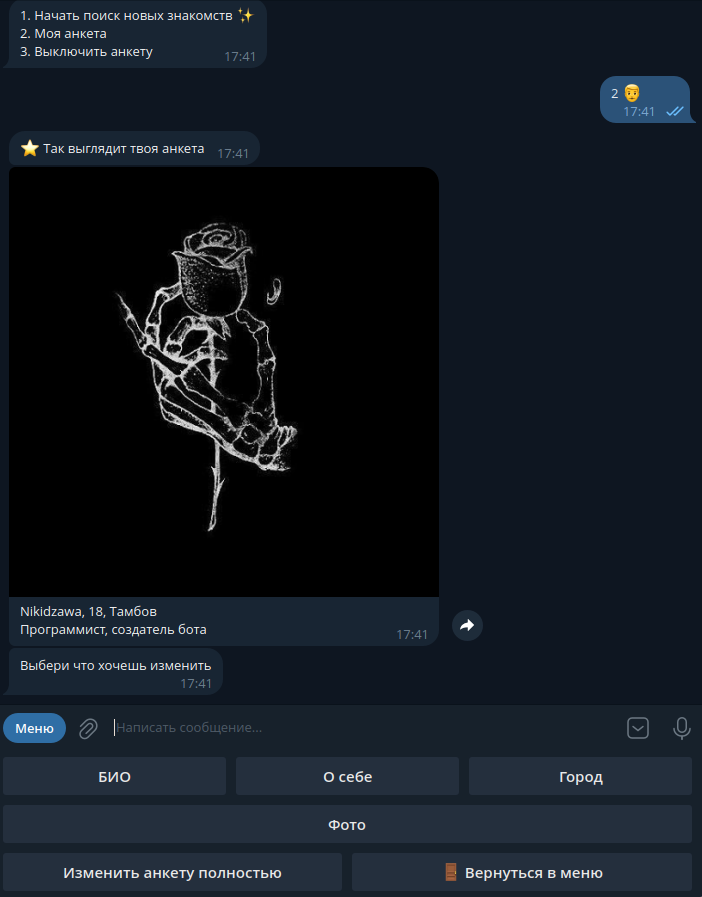 1. Начать поиск новых знакомств ✨
2. Моя анкета
3. Выключить анкету
17:41
2 👨
17:41
⭐ Так выглядит твоя анкета
17:41
Nikidzawa, 18, Тамбов
Программист, создатель бота
17:41
Выбери что хочешь изменить
17:41
Меню
Написать сообщение...
БИО
О себе
Город
Фото
Изменить анкету полностью
🚪 Вернуться в меню